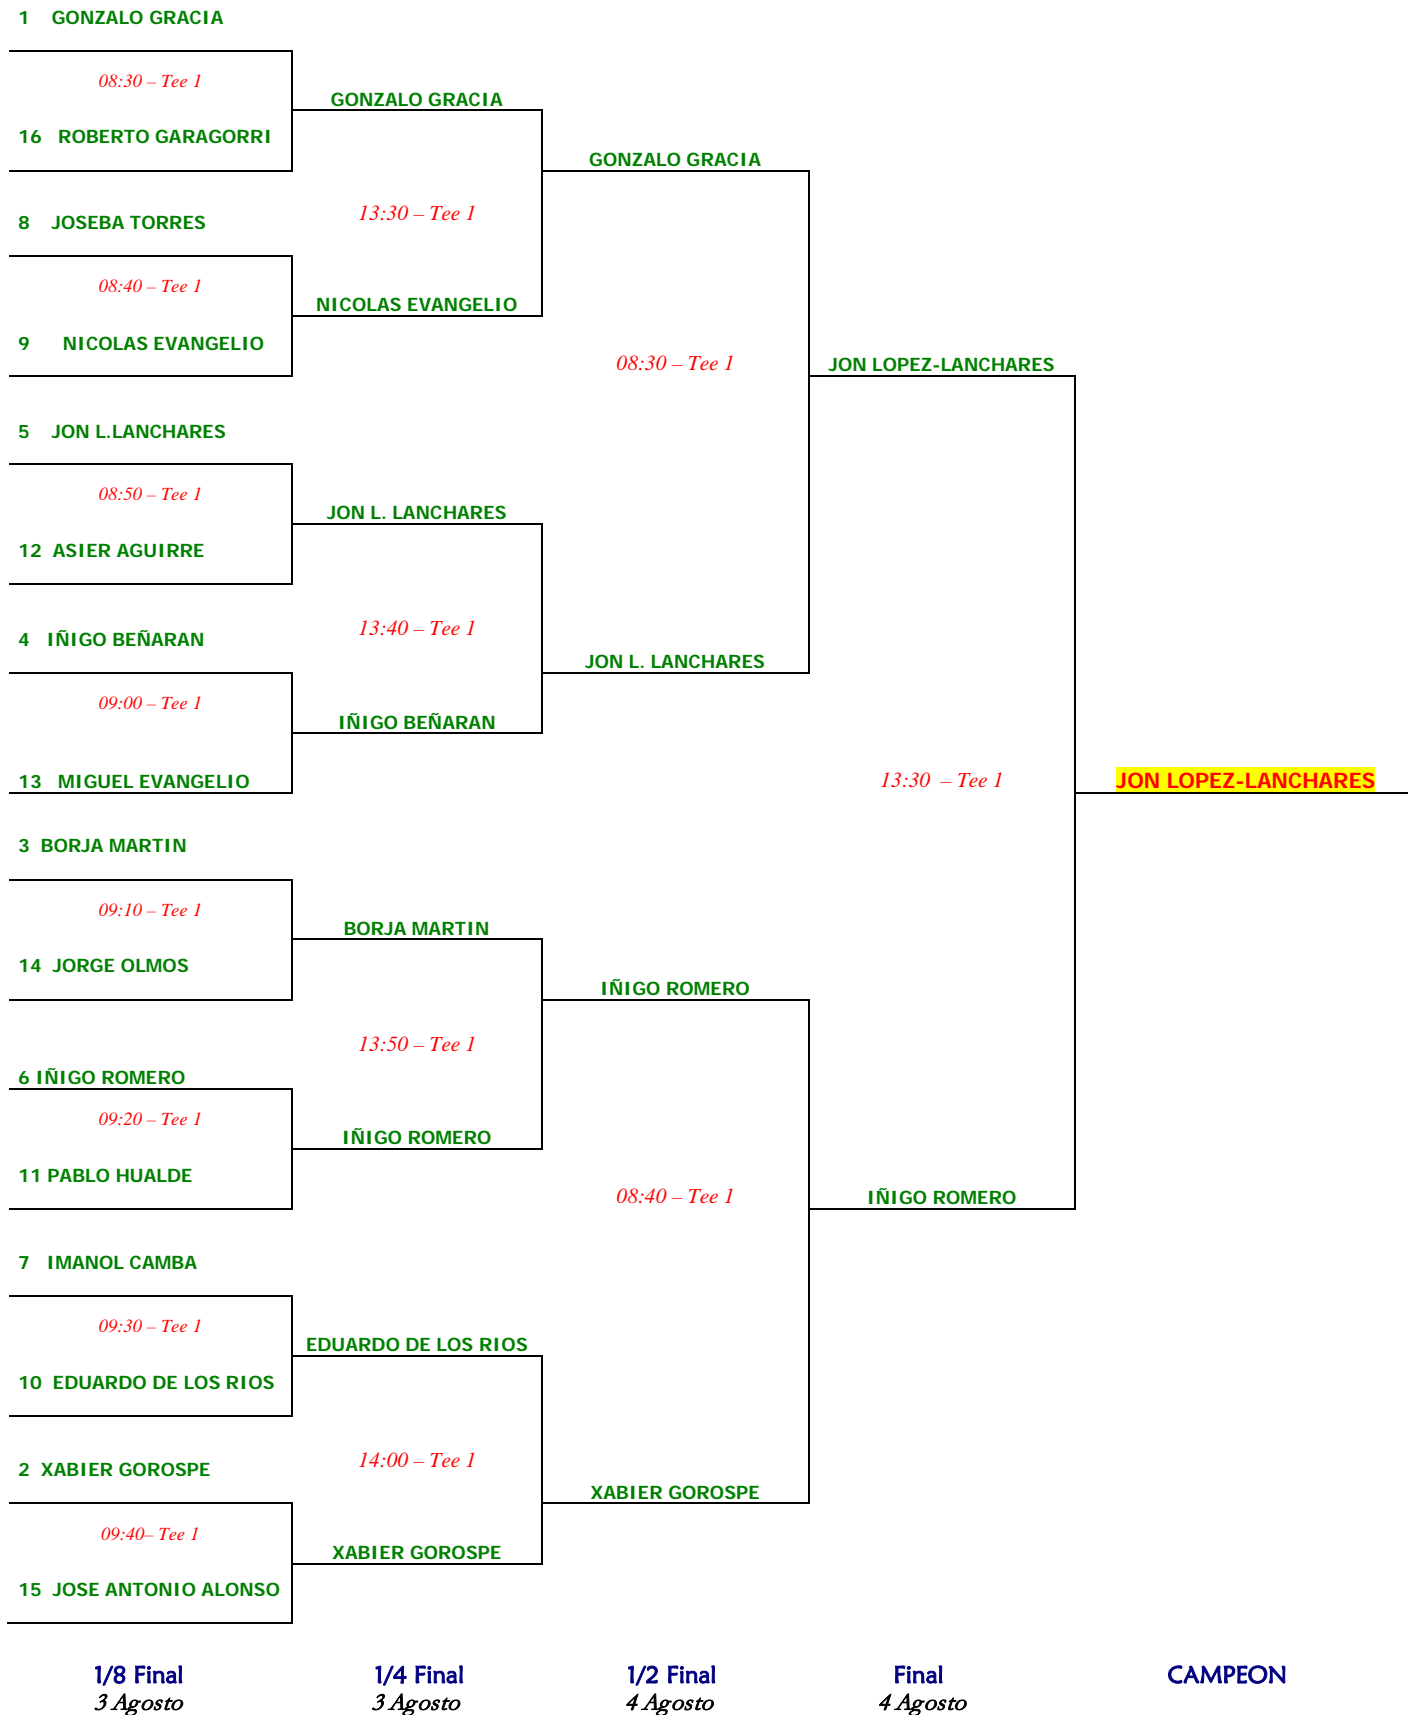 1 GONZALO GRACIA
08:30 – Tee 1
GONZALO GRACIA
16 ROBERTO GARAGORRI
GONZALO GRACIA
8 JOSEBA TORRES
13:30 – Tee 1
08:40 – Tee 1
NICOLAS EVANGELIO
9 NICOLAS EVANGELIO
08:30 – Tee 1
JON LOPEZ-LANCHARES
5 JON L.LANCHARES
08:50 – Tee 1
JON L. LANCHARES
12 ASIER AGUIRRE
4 IÑIGO BEÑARAN
13:40 – Tee 1
JON L. LANCHARES
09:00 – Tee 1
IÑIGO BEÑARAN
13 MIGUEL EVANGELIO
13:30 – Tee 1
JON LOPEZ-LANCHARES
3 BORJA MARTIN
09:10 – Tee 1
BORJA MARTIN
14 JORGE OLMOS
IÑIGO ROMERO
13:50 – Tee 1
6 IÑIGO ROMERO
09:20 – Tee 1
IÑIGO ROMERO
11 PABLO HUALDE
08:40 – Tee 1
IÑIGO ROMERO
7 IMANOL CAMBA
09:30 – Tee 1
EDUARDO DE LOS RIOS
10 EDUARDO DE LOS RIOS
2 XABIER GOROSPE
14:00 – Tee 1
XABIER GOROSPE
09:40– Tee 1
XABIER GOROSPE
15 JOSE ANTONIO ALONSO
1/8 Final 1/4 Final 1/2 Final Final CAMPEON
3 Agosto 3 Agosto 4 Agosto 4 Agosto